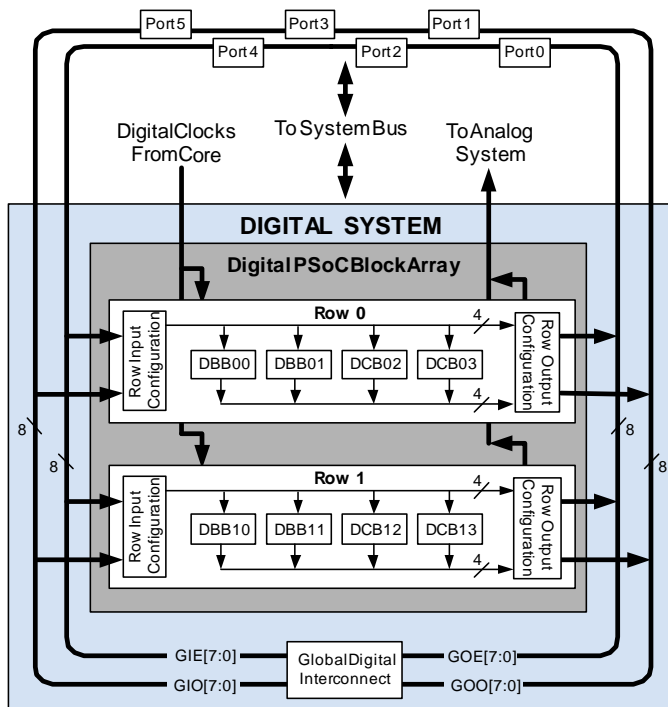 Port5
Port3
Port1
Port4
Port2
Port0
DigitalClocks
FromCore
ToSystemBus
ToAnalog
System
DIGITAL SYSTEM
DigitalPSoCBlockArray
Row Input
Configuration
Row 0
4
DBB00
DBB01
DCB02
DCB03
4
Row Output
Configuration
8
8
8
8
Row Input
Configuration
Row 1
4
DBB10
DBB11
DCB12
DCB13
4
Row Output
Configuration
GIE[7:0]
GIO[7:0]
GlobalDigital
Interconnect
GOE[7:0]
GOO[7:0]